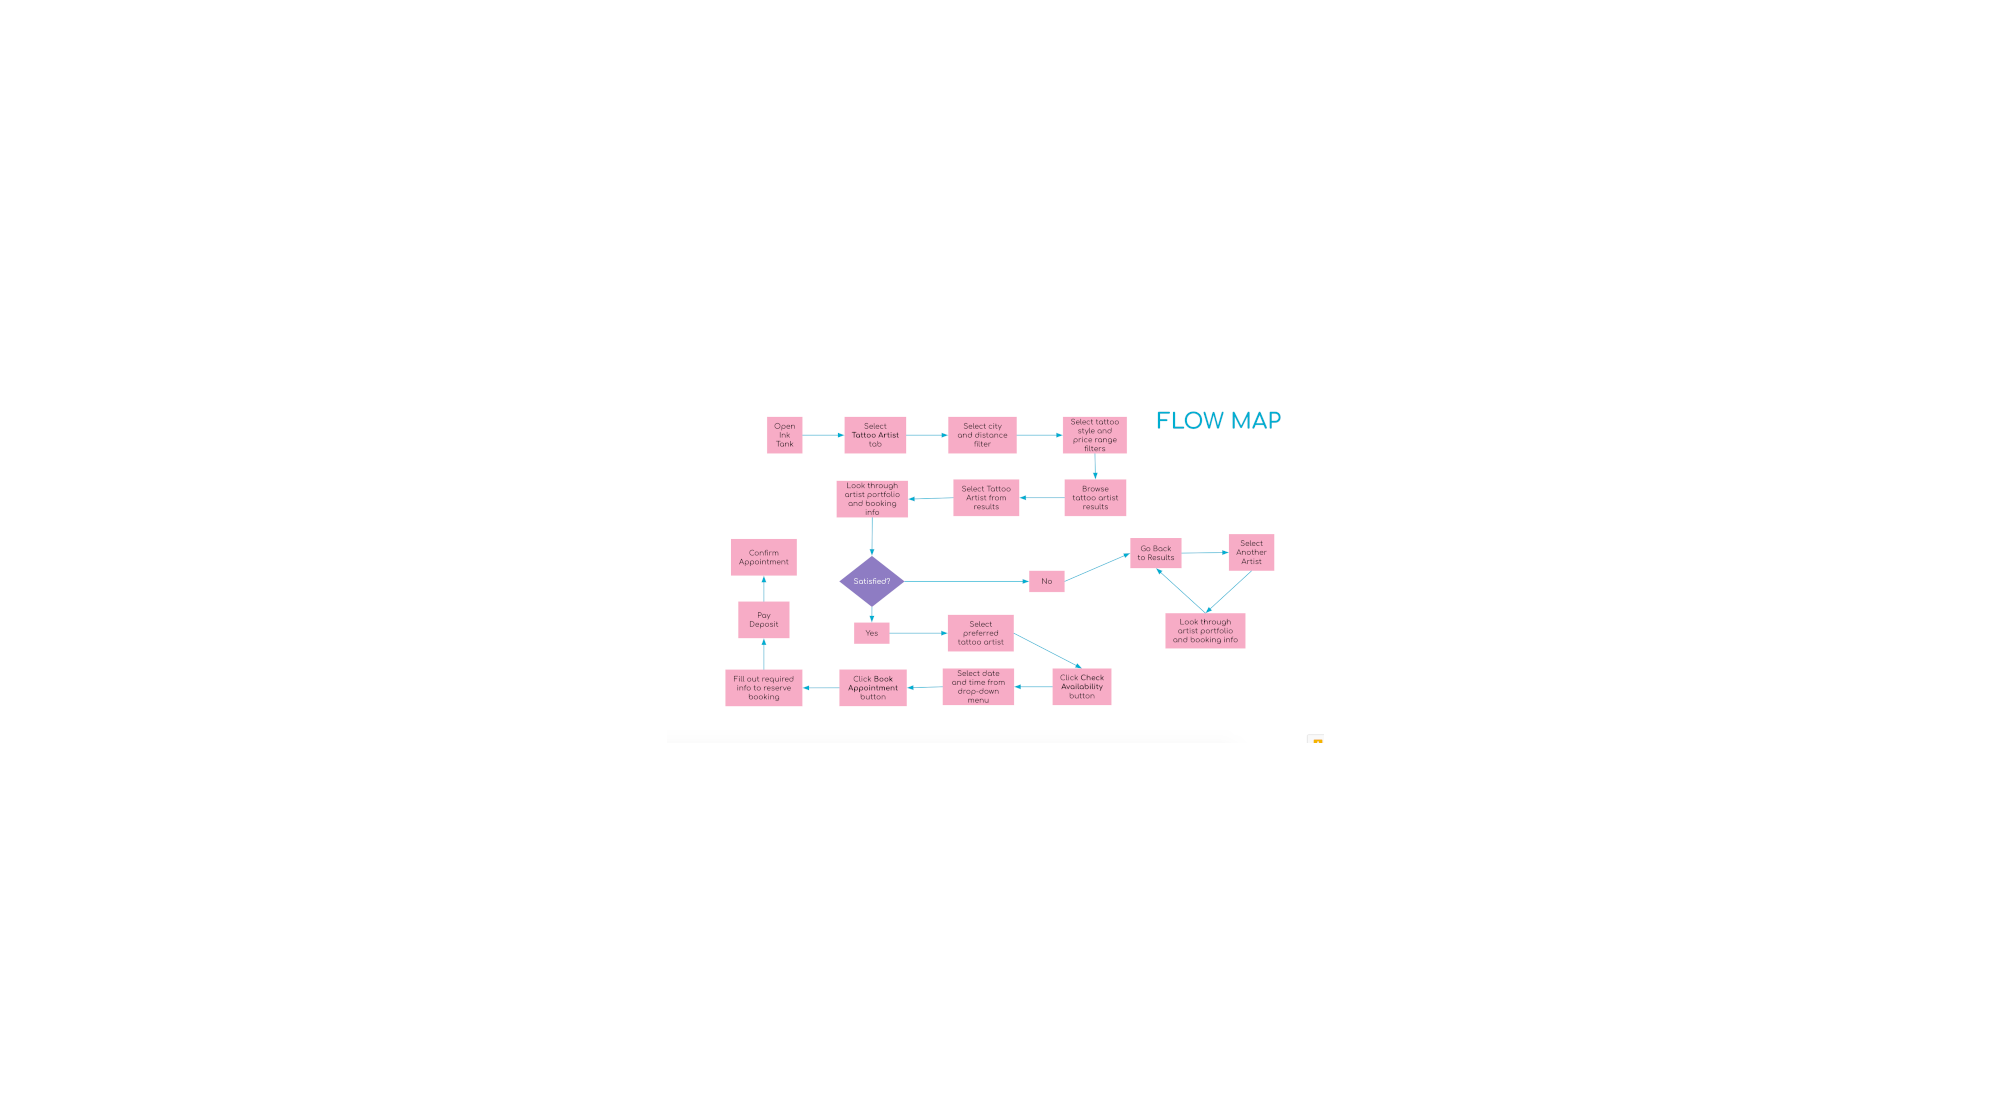 FLOW MAP
Open
Ink
Tank
Select
Tattoo Artist
tab
Select city
and distance
filter
Select tattoo
style and
price range
filters
Browse
tattoo artist
results
Select Tattoo
Artist from
results
Look through
artist portfolio
and booking
info
Satisfied?
No
Go Back
to Results
Select
Another
Artist
Look through
artist portfolio
and booking info
Yes
Select
preferred
tattoo artist
Click Check
Availability
button
Select date
and time from
drop-down
menu
Click Book
Appointment
button
Fill out required
info to reserve
booking
Pay
Deposit
Confirm
Appointment